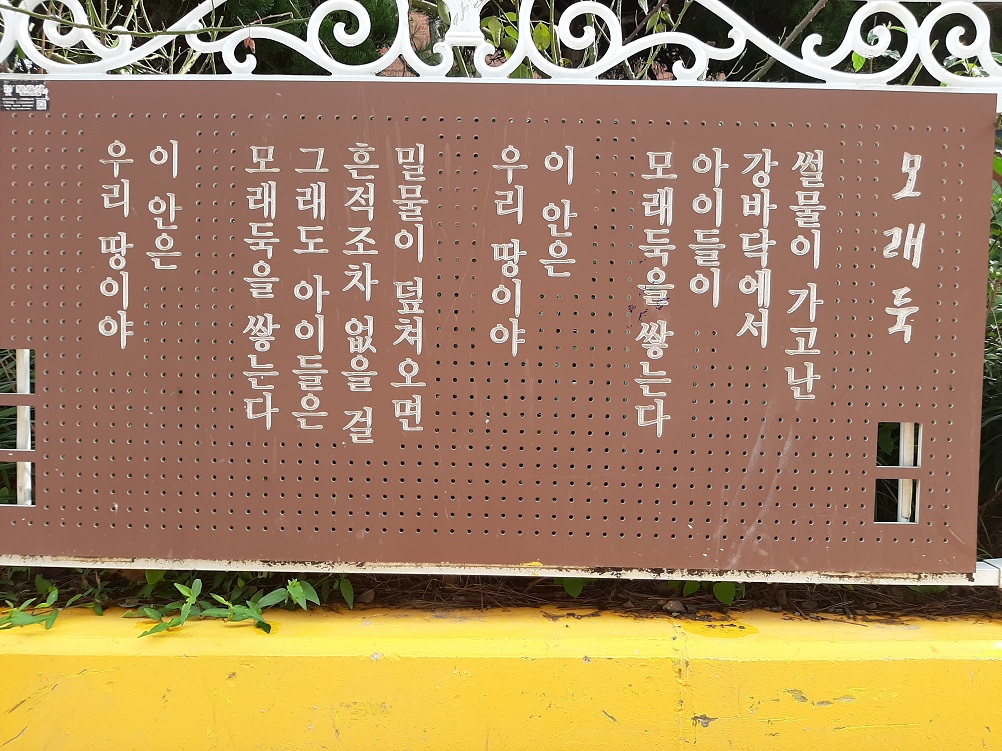 모래둑
썰물이 가고난
강바닥에서
아이들이
모래둑을 쌓는다
이 안은
우리 땅이야
밀물이 덮쳐오면
흔적조차 없을 걸
그래도 아이들은
모래둑을 쌓는다
이 안은
우리 땅이야